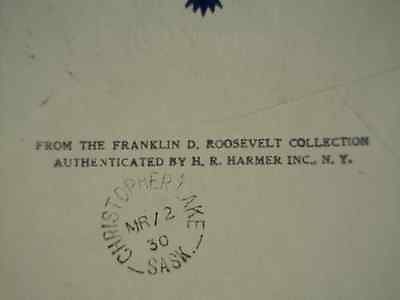 FROM THE FRANKLIN D. ROOSEVELT COLLECTION
AUTHENTICATED BY H. R. HARMER INC., N. Y.
CHRISTOPHER LAKE
MR 12
30
SASK.